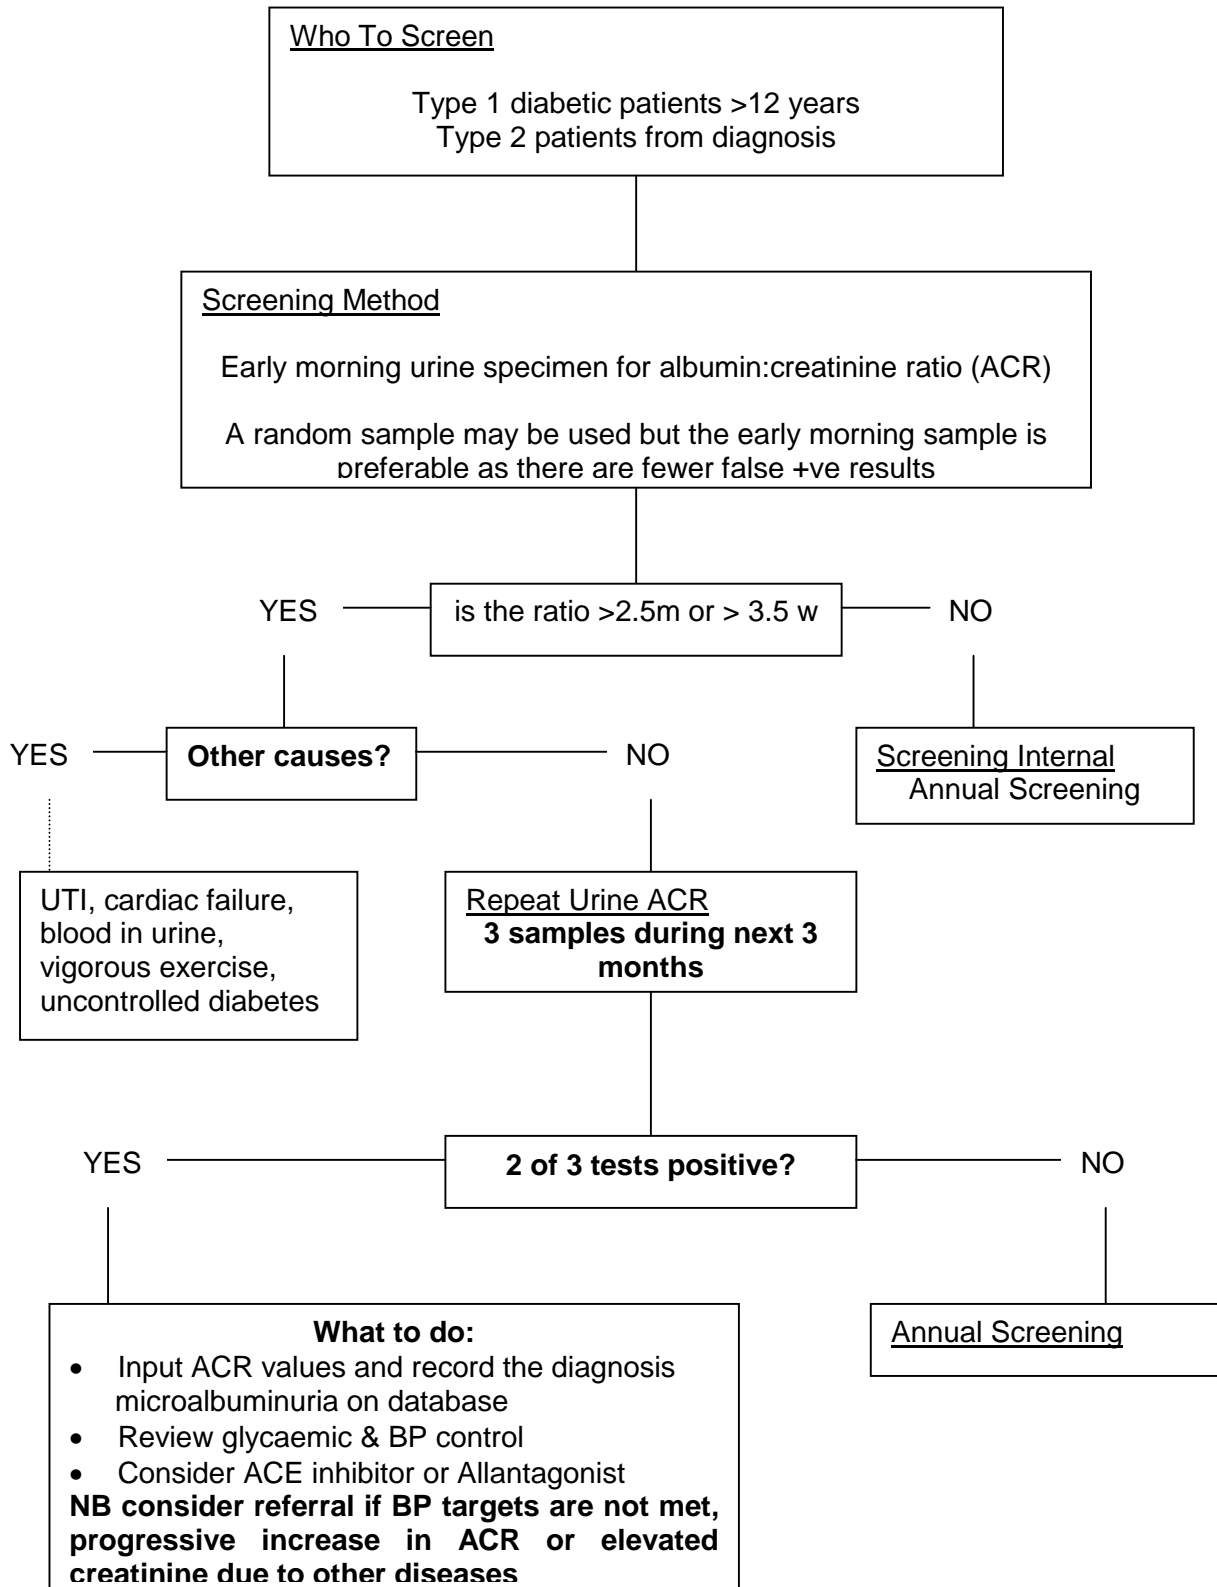 Who To Screen
Type 1 diabetic patients >12 years
Type 2 patients from diagnosis
Screening Method
Early morning urine specimen for albumin:creatinine ratio (ACR)
A random sample may be used but the early morning sample is
preferable as there are fewer false +ve results
YES
is the ratio >2.5m or > 3.5 w
NO
YES
Other causes?
NO
Screening Internal
Annual Screening
UTI, cardiac failure,
blood in urine,
vigorous exercise,
uncontrolled diabetes
Repeat Urine ACR
3 samples during next 3
months
YES
2 of 3 tests positive?
NO
What to do:
• Input ACR values and record the diagnosis
microalbuminuria on database
• Review glycaemic & BP control
• Consider ACE inhibitor or Allantagonist
NB consider referral if BP targets are not met,
progressive increase in ACR or elevated
creatinine due to other diseases
Annual Screening